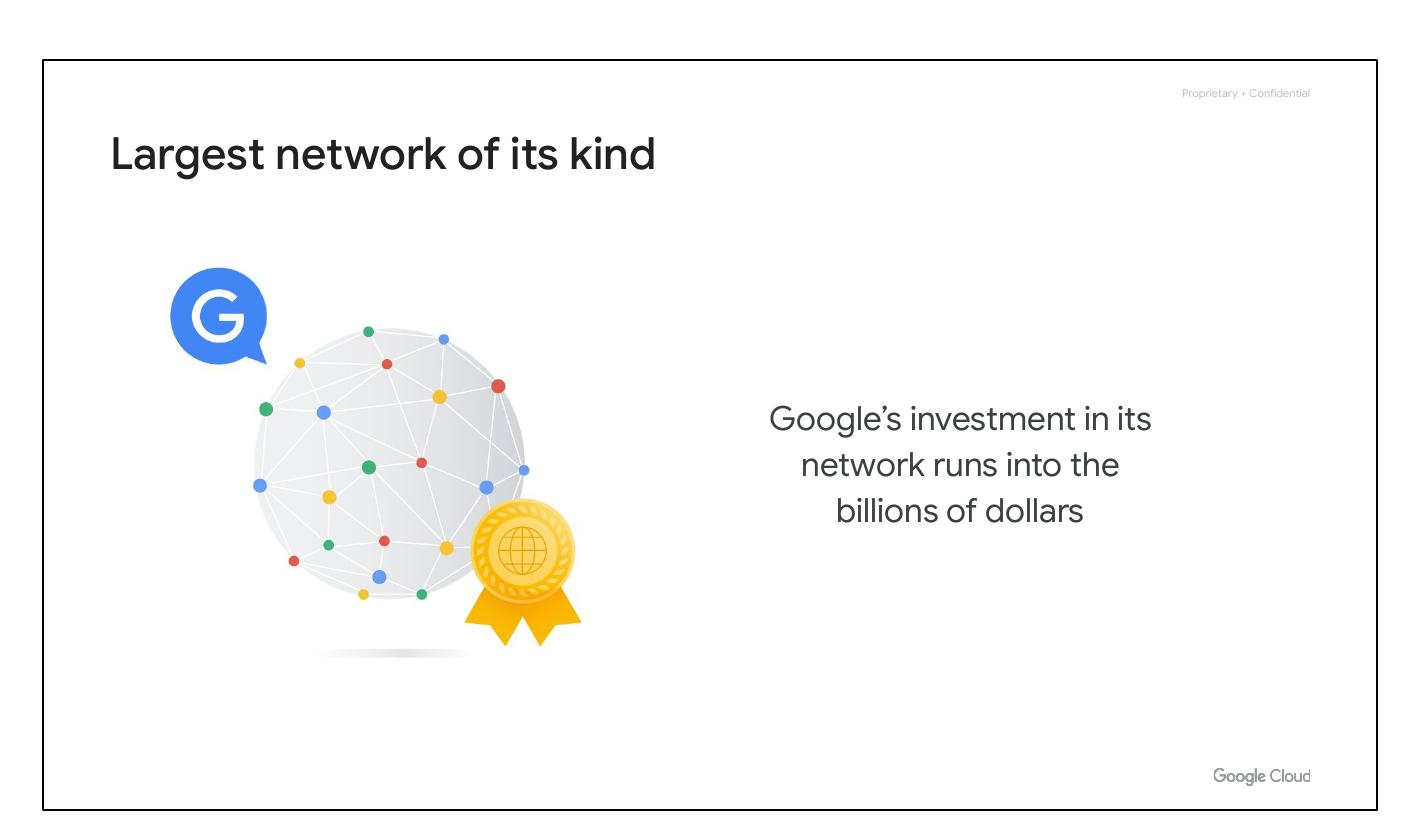 Proprietary + Confidential
Largest network of its kind
G
Google’s investment in its
network runs into the
billions of dollars
Google Cloud